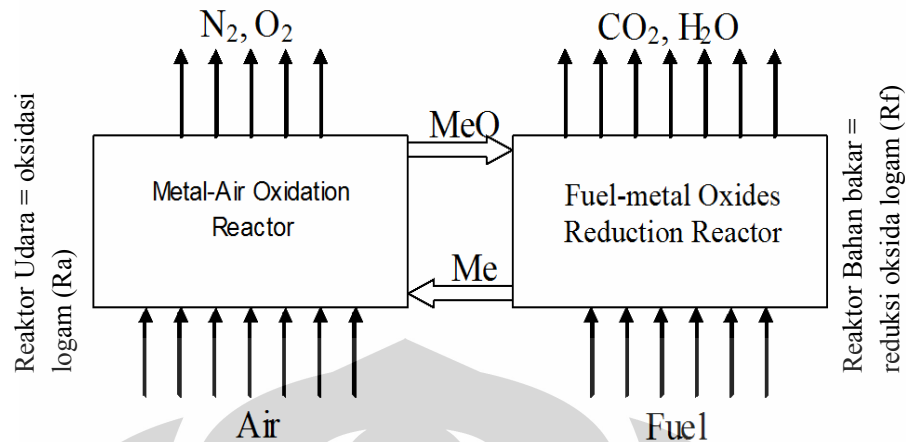 N2, O2
CO2, H2O
Reaktor Udara = oksidasi
logam (Ra)
Metal-Air Oxidation
Reactor
MeO
Me
Fuel-metal Oxides
Reduction Reactor
Reaktor Bahan bakar =
reduksi oksida logam (Rf)
Air
Fuel